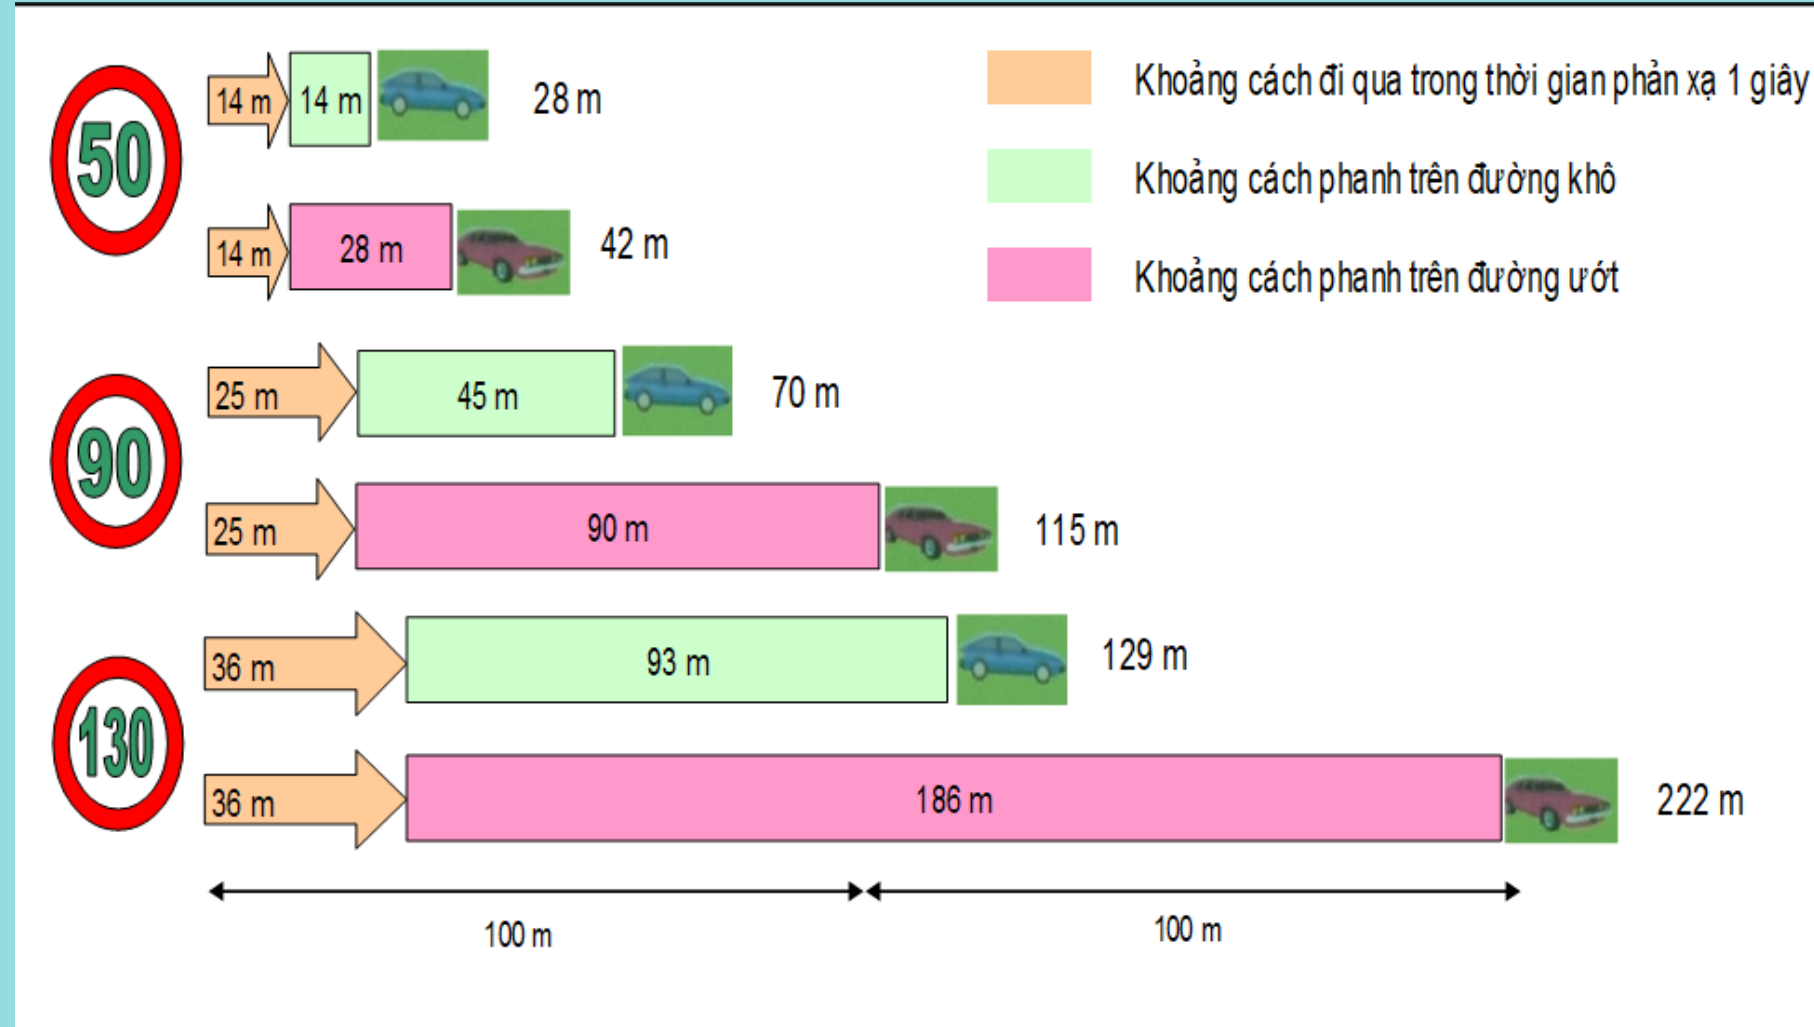 50
14 m
14 m
28 m
14 m
28 m
42 m
Khoảng cách đi qua trong thời gian phản xạ 1 giây
Khoảng cách phanh trên đường khô
Khoảng cách phanh trên đường ướt
90
25 m
45 m
70 m
25 m
90 m
115 m
130
36 m
93 m
129 m
36 m
186 m
222 m
100 m
100 m